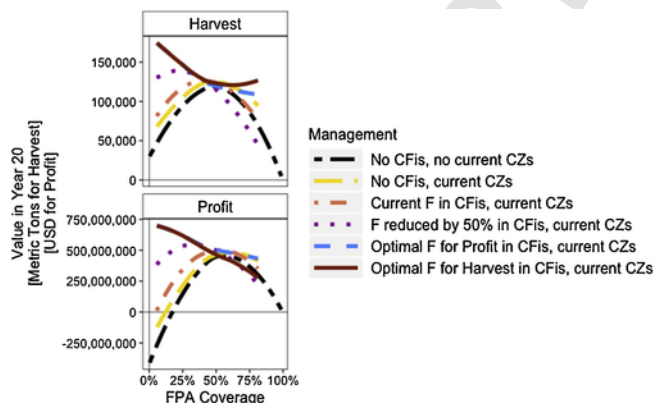 Harvest
150,000
100,000
50,000
0
Profit
750,000,000
500,000,000
250,000,000
0
-250,000,000
0% 25% 50% 75% 100%
FPA Coverage
Value in Year 20
[Metric Tons for Harvest]
[USD for Profit]
Management
No CFis, no current CZs
No CFis, current CZs
Current F in CFis, current CZs
F reduced by 50% in CFis, current CZs
Optimal F for Profit in CFis, current CZs
Optimal F for Harvest in CFis, current CZs